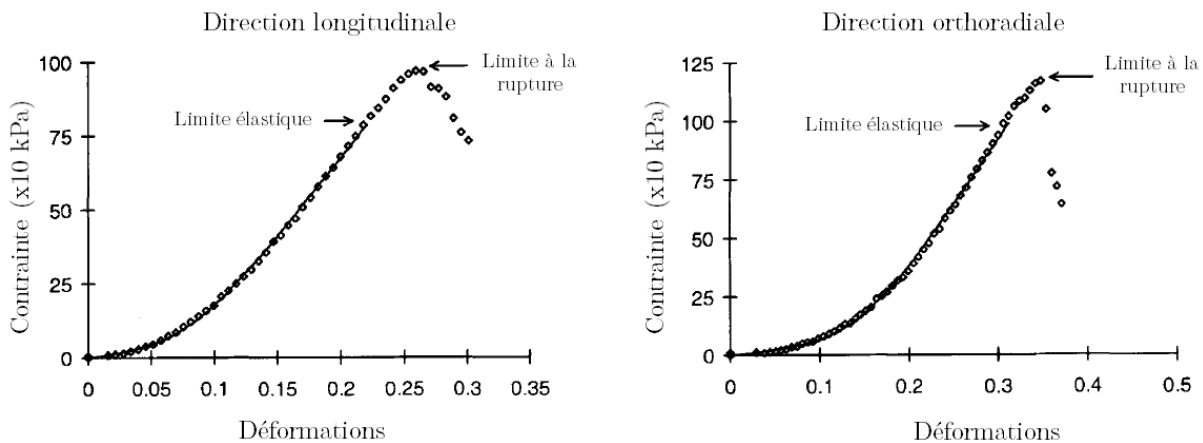 Direction longitudinale
Contrainte (x10 kPa)
100
75
50
25
0
Limite à la
rupture
Limite élastique
0 0.05 0.1 0.15 0.2 0.25 0.3 0.35
Déformations
Direction orthoradiale
Contrainte (x10 kPa)
125
100
75
50
25
0
Limite à la
rupture
Limite élastique
0 0.1 0.2 0.3 0.4 0.5
Déformations